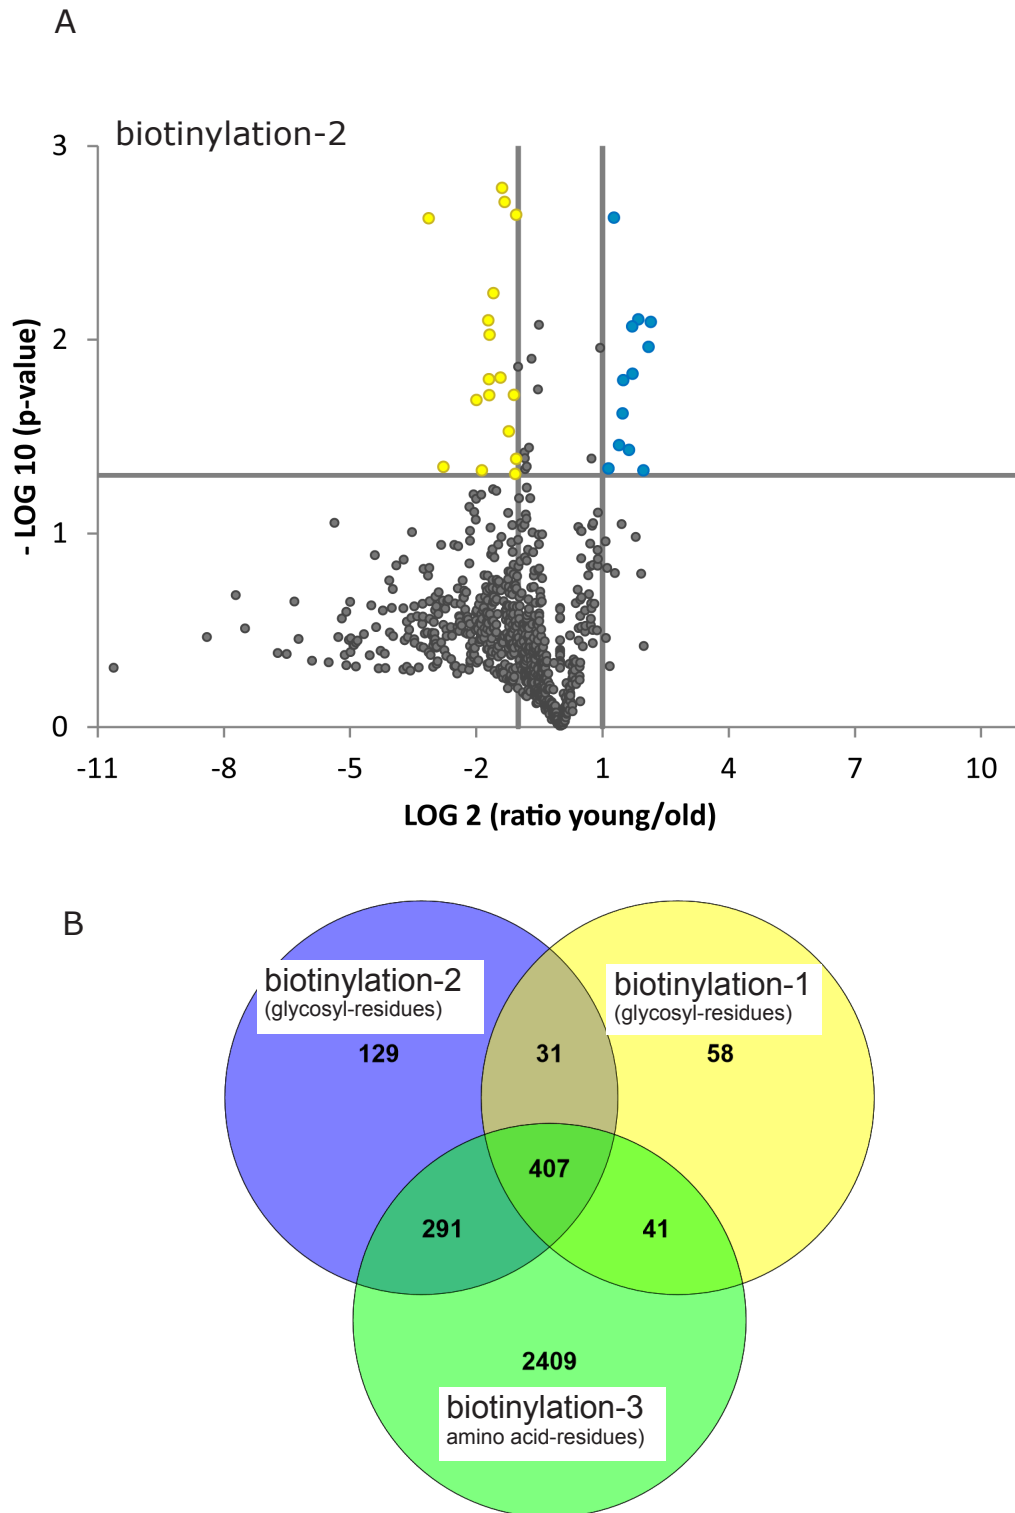 A
biotinylation-2
3
2
1
0
- LOG 10 (p-value)
-11 -8 -5 -2 1 4 7 10
LOG 2 (ratio young/old)
B
biotinylation-2
(glycosyl-residues)
biotinylation-1
(glycosyl-residues)
129 31 58
407
291 41
2409
biotinylation-3
amino acid-residues)